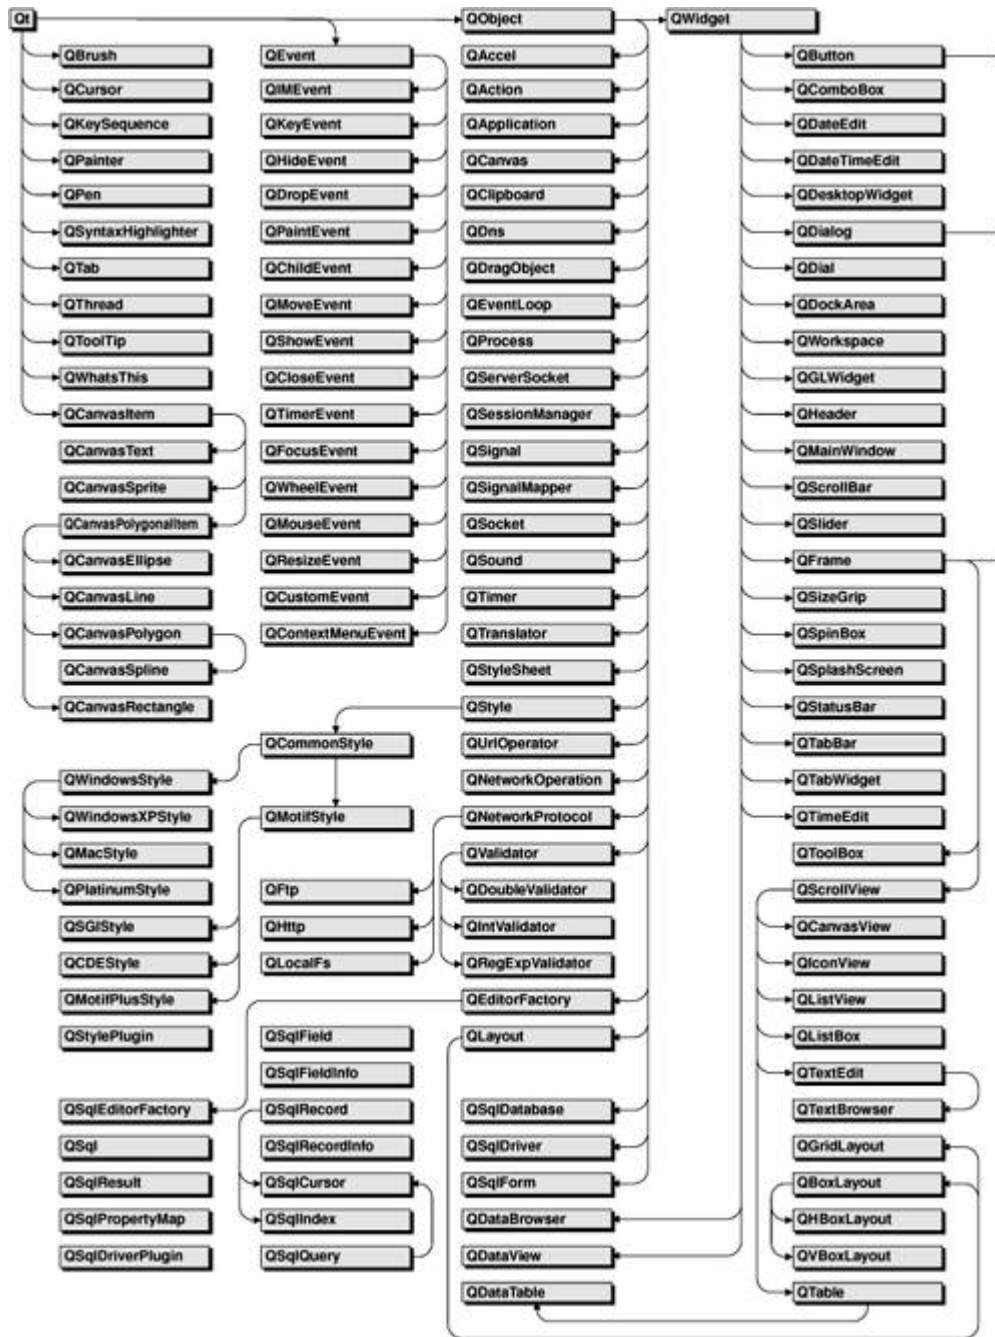 Qt
QObject
QWidget
QBrush
QEvent
QAccel
QButton
QCursor
QIMEvent
QAction
QComboBox
QKeySequence
QKeyEvent
QApplication
QDateEdit
QPainter
QHideEvent
QCanvas
QDateTimeEdit
QPen
QDropEvent
QClipboard
QDesktopWidget
QSyntaxHighlighter
QPaintEvent
QDns
QDialog
QTab
QChildEvent
QDragObject
QDial
QThread
QMoveEvent
QEventLoop
QDockArea
QToolTip
QShowEvent
QProcess
QWorkspace
QWhatsThis
QCloseEvent
QServerSocket
QGLWidget
QCanvasItem
QTimerEvent
QSessionManager
QHeader
QCanvasText
QFocusEvent
QSignal
QMainWindow
QCanvasSprite
QWheelEvent
QSignalMapper
QScrollBar
QCanvasPolygonalItem
QMouseEvent
QSocket
QSlider
QCanvasEllipse
QResizeEvent
QSound
QFrame
QCanvasLine
QCustomEvent
QTimer
QSizeGrip
QCanvasPolygon
QContextMenuEvent
QTranslator
QSpinBox
QCanvasSpline
QStyleSheet
QSplashScreen
QCanvasRectangle
QStyle
QStatusBar
QCommonStyle
QUrlOperator
QTabBar
QWindowsStyle
QNetworkOperation
QTabWidget
QWindowsXPStyle
QMotifStyle
QNetworkProtocol
QTimeEdit
QMacStyle
QValidator
QToolBox
QPlatinumStyle
QFtp
QDoubleValidator
QScrollView
QSGIStyle
QHttp
QIntValidator
QCanvasView
QCDEStyle
QLocalFs
QRegExpValidator
QIconView
QMotifPlusStyle
QEditorFactory
QListView
QStylePlugin
QSqlField
QLayout
QListBox
QSqlFieldInfo
QTextEdit
QSqlEditorFactory
QSqlRecord
QSqlDatabase
QTextBrowser
QSql
QSqlRecordInfo
QSqlDriver
QGridLayout
QSqlResult
QSqlCursor
QSqlForm
QBoxLayout
QSqlPropertyMap
QSqlIndex
QDataBrowser
QHBoxLayout
QSqlDriverPlugin
QSqlQuery
QDataView
QVBoxLayout
QDataTable
QTable